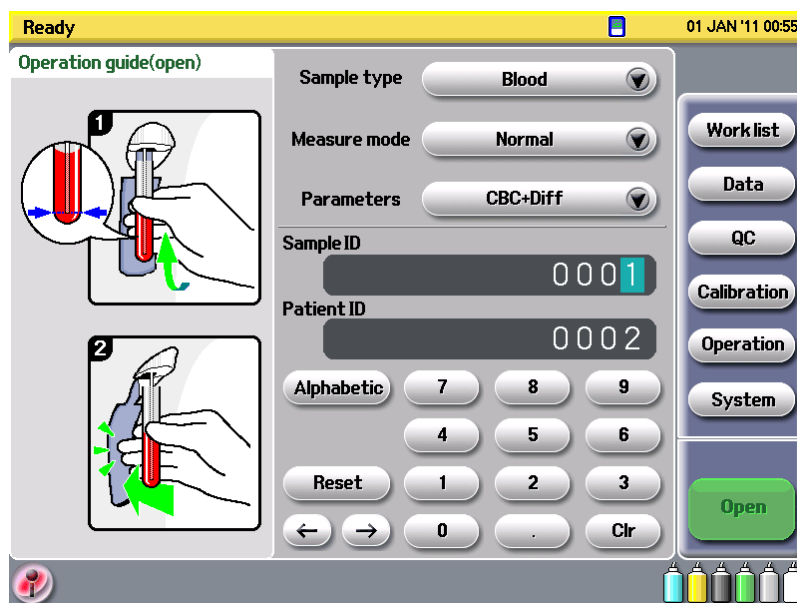 Ready
01 JAN '11 00:55
Operation guide(open)
1
2
Sample type
Blood
Measure mode
Normal
Parameters
CBC+Diff
Sample ID
0001
Patient ID
0002
Alphabetic 7 8 9
4 5 6
Reset 1 2 3
← → 0 . Clr
Work list
Data
QC
Calibration
Operation
System
Open